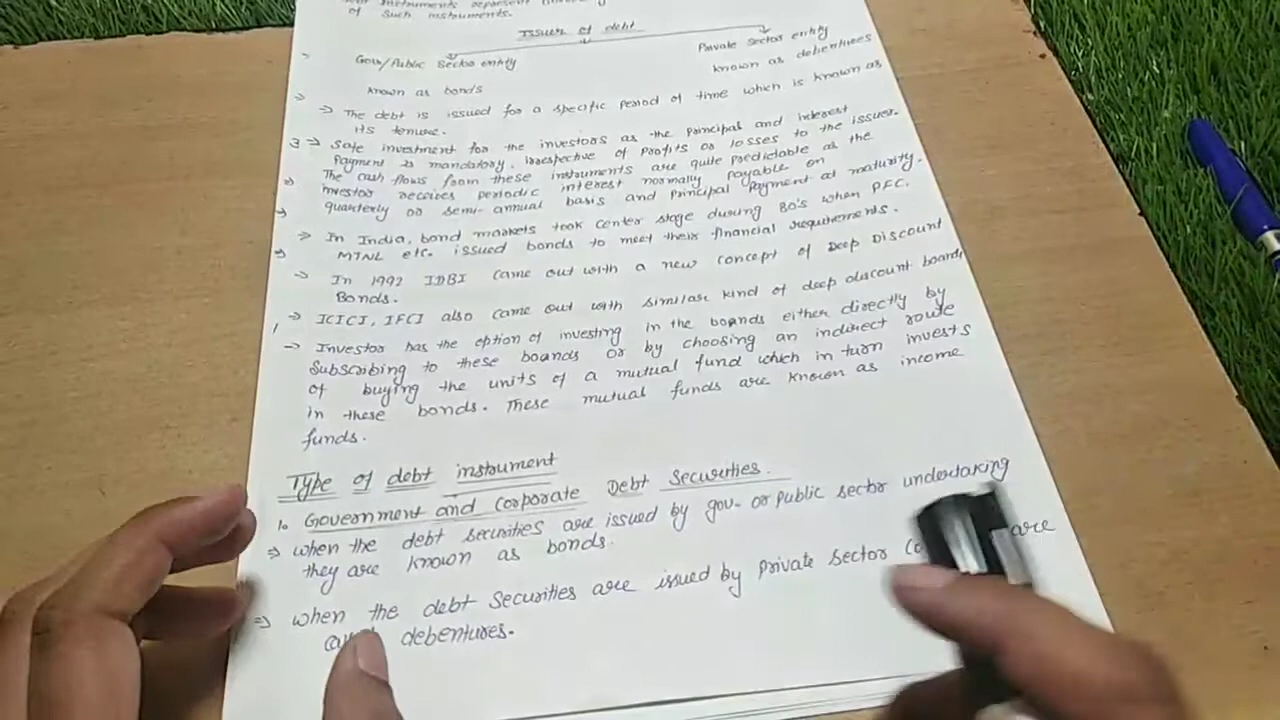 of such instruments.
Issuer of debt
Gov/Public Sector entity
Private sector entity
known as bonds
known as debentures
⇒ The debt is issued for a specific period of time which is known as
its tenure.
3 ⇒ Safe investment for the investors as the principal and interest
payment is mandatory, irrespective of profits or losses to the issuer.
The cash flows from these instruments are quite predictable as the
investor receives periodic interest normally payable on
quarterly or semi-annual basis and principal payment at maturity.
⇒ In India, bond markets took center stage during 80's when PFC,
MTNL etc. issued bonds to meet their financial requirements.
⇒ In 1992 IDBI came out with a new concept of Deep Discount
Bonds.
⇒ ICICI, IFCI also came out with similar kind of deep discount bonds
⇒ Investor has the option of investing in the bonds either directly by
subscribing to these boands or by choosing an indirect route
of buying the units of a mutual fund which in turn invests
in these bonds. These mutual funds are known as income
funds.
Type of debt instrument
1. Government and corporate Debt Securities.
⇒ when the debt securities are issued by gov- or public sector undertaking
they are known as bonds.
⇒ when the debt securities are issued by private sector are
debentures.